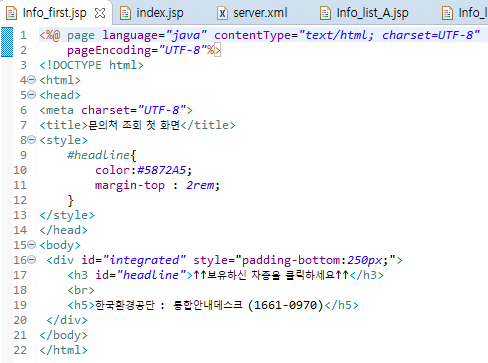 Info_first.jsp index.jsp server.xml Info_list_A.jsp Info_l
1 <%@ page language="java" contentType="text/html; charset=UTF-8"
2 pageEncoding="UTF-8"%>
3 <!DOCTYPE html>
4 <html>
5 <head>
6 <meta charset="UTF-8">
7 <title>문의처 조회 첫 화면</title>
8 <style>
9 #headline{
10 color:#5872A5;
11 margin-top : 2rem;
12 }
13 </style>
14 </head>
15 <body>
16 <div id="integrated" style="padding-bottom:250px;">
17 <h3 id="headline">↑↑보유하신 차종을 클릭하세요↑↑</h3>
18 <br>
19 <h5>한국환경공단 : 통합안내데스크 (1661-0970)</h5>
20 </div>
21 </body>
22 </html>